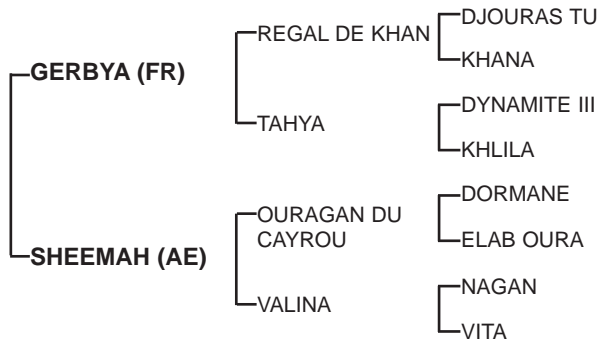 DJOURAS TU
REGAL DE KHAN
KHANA
GERBYA (FR)
DYNAMITE III
TAHYA
KHLILA
DORMANE
OURAGAN DU
CAYROU
ELAB OURA
SHEEMAH (AE)
NAGAN
VALINA
VITA